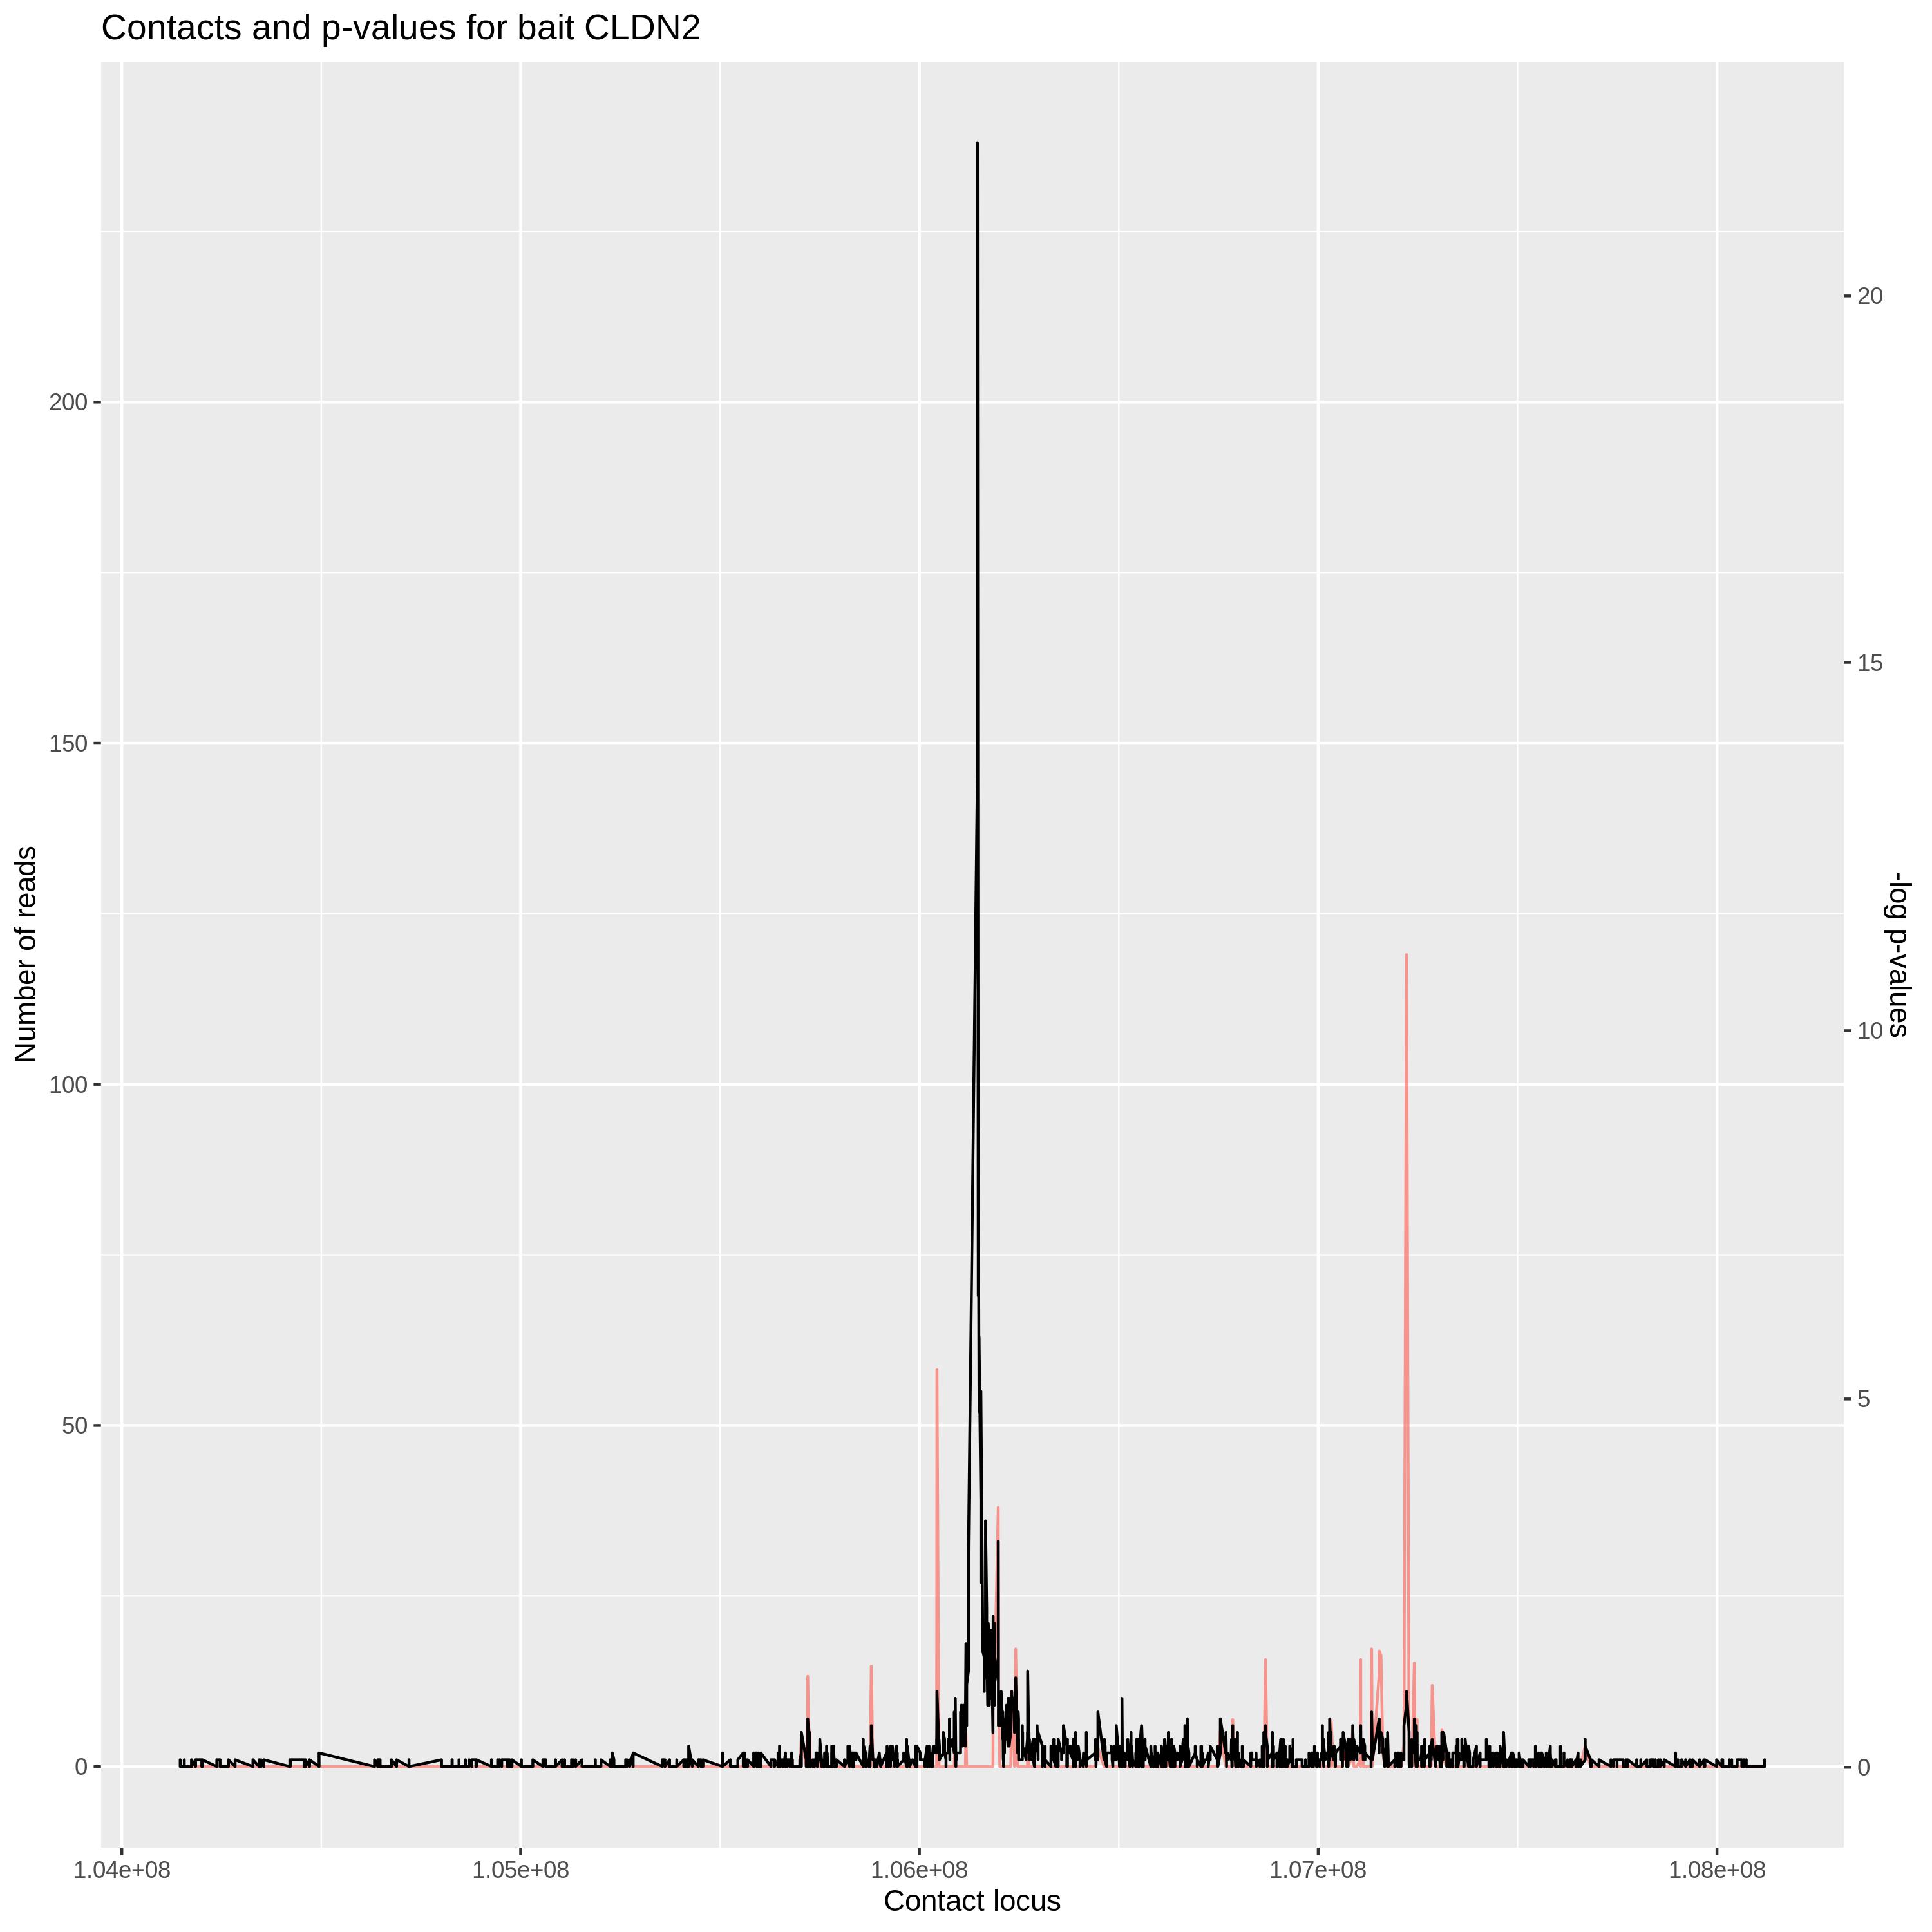 Contacts and p-values for bait CLDN2
Number of reads
200
150
100
50
0
20
15
10
5
0
-log p-values
1.04e+08
1.05e+08
1.06e+08
1.07e+08
1.08e+08
Contact locus